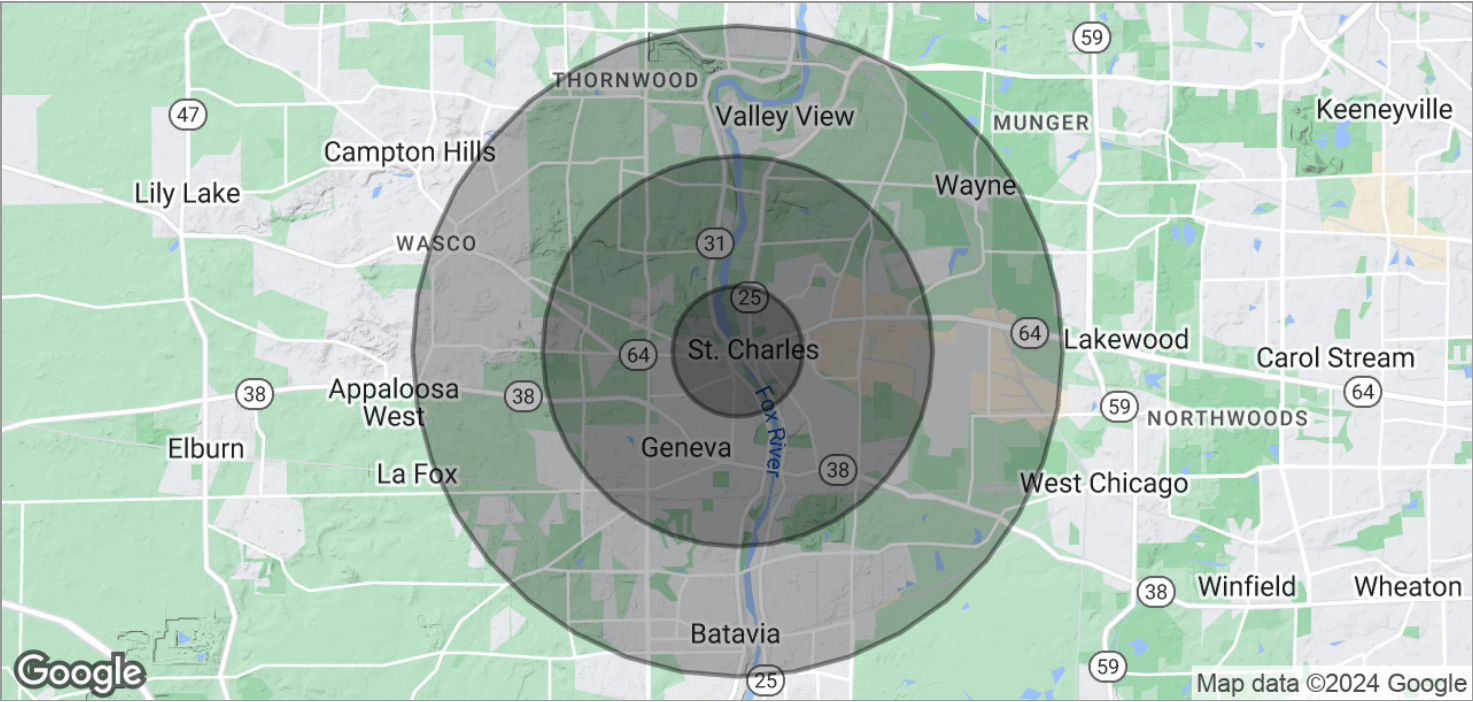 59
THORNWOOD
47
Valley View
Keeneyville
MUNGER
Campton Hills
Wayne
Lily Lake
WASCO
31
25
64
Lakewood
St. Charles
64
Carol Stream
38
Appaloosa
West
38
64
59
NORTHWOODS
Fox River
Elburn
Geneva
38
La Fox
West Chicago
38
Winfield
Wheaton
Batavia
59
25
Google
Map data ©2024 Google